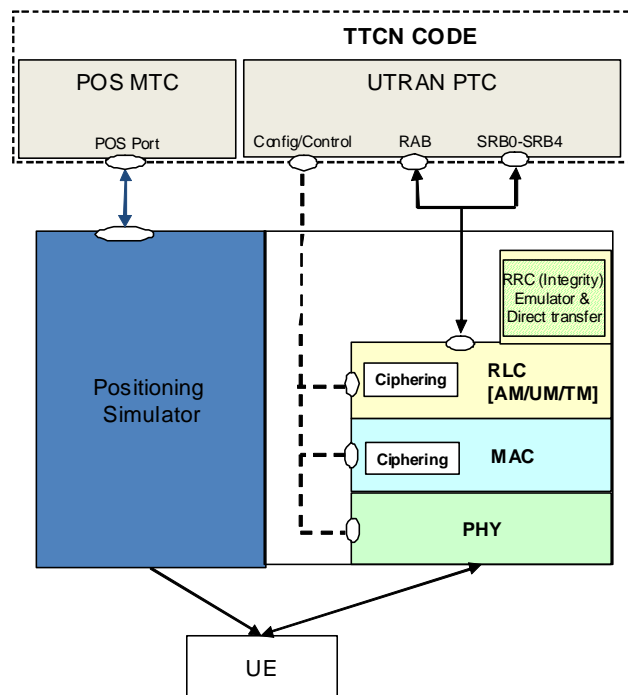 TTCN CODE
POS MTC
UTRAN PTC
POS Port
Config/Control
RAB
SRB0-SRB4
RRC (Integrity)
Emulator &
Direct transfer
Positioning
Simulator
Ciphering
RLC
[AM/UM/TM]
Ciphering
MAC
PHY
UE